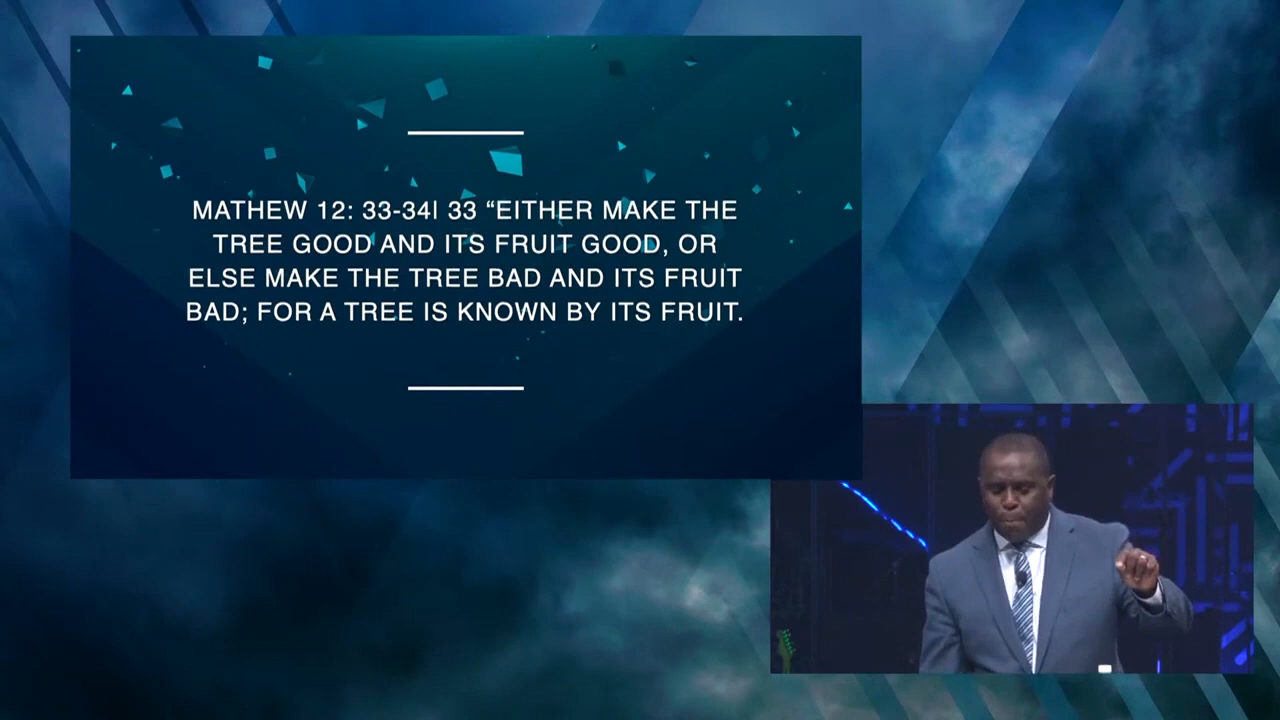 MATHEW 12: 33-34| 33 “EITHER MAKE THE
TREE GOOD AND ITS FRUIT GOOD, OR
ELSE MAKE THE TREE BAD AND ITS FRUIT
BAD; FOR A TREE IS KNOWN BY ITS FRUIT.